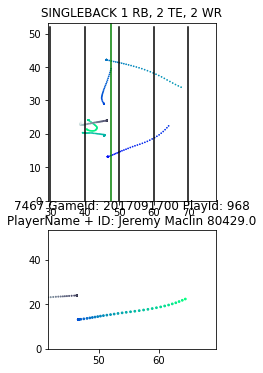 SINGLEBACK 1 RB, 2 TE, 2 WR
50
40
30
20
10
0
30 40 50 60 70
7467 GameId: 2017091700 PlayId: 968
PlayerName + ID: Jeremy Maclin 80429.0
40
20
0
50 60